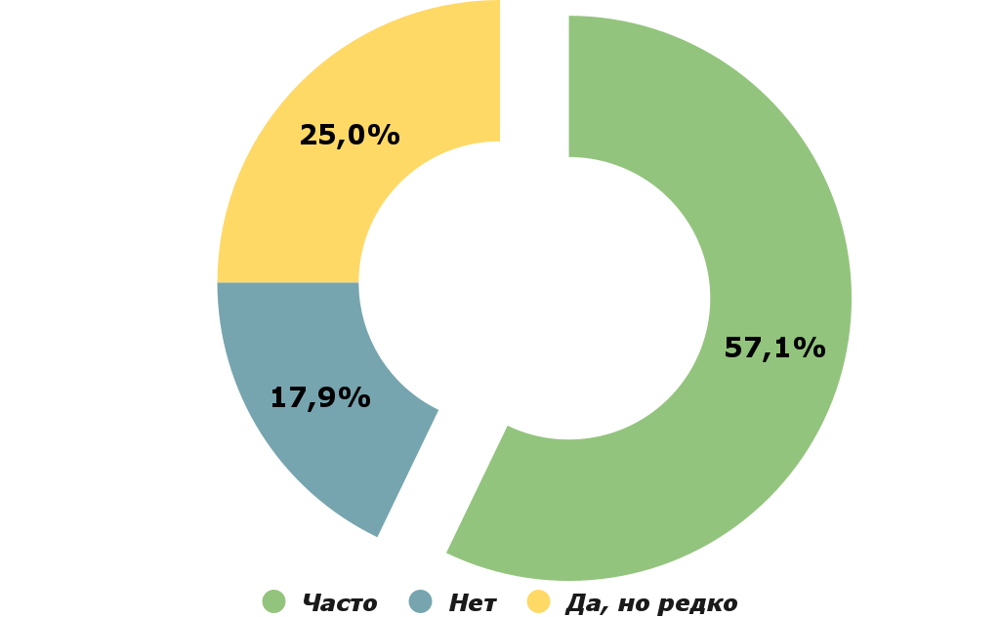 25,0%
57,1%
17,9%
Часто Нет Да, но редко